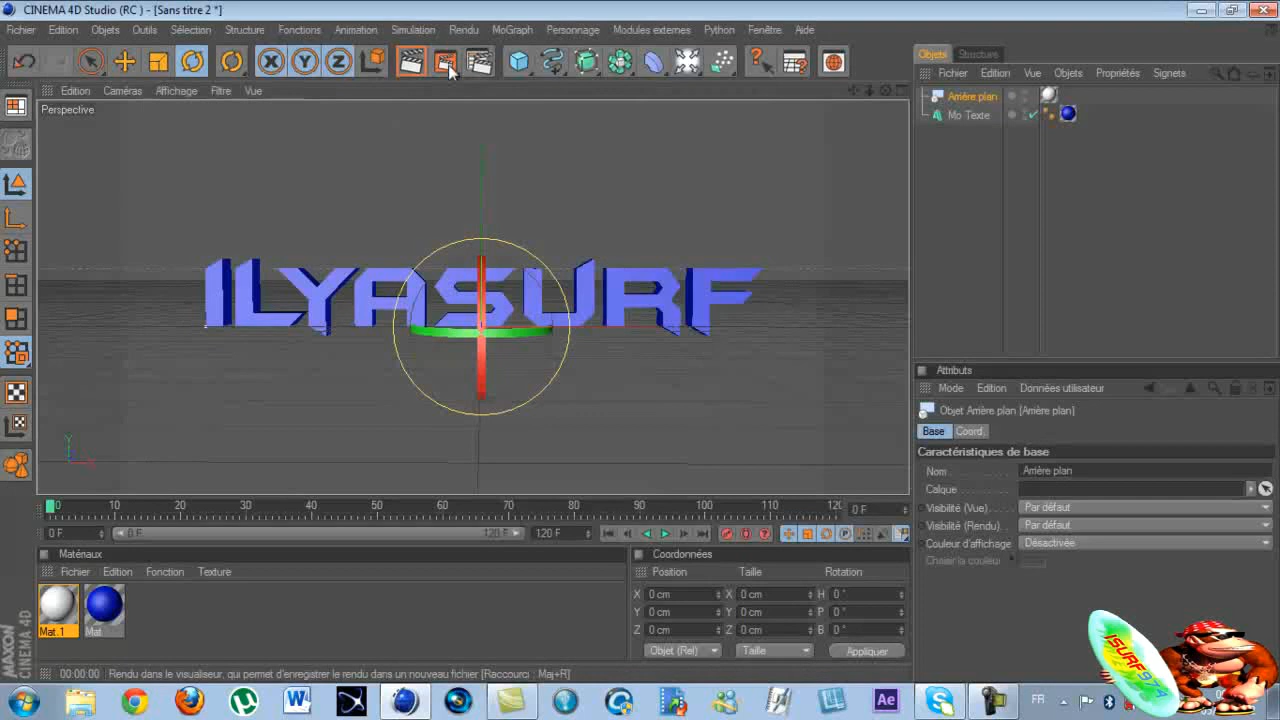 CINEMA 4D Studio (RC ) - [Sans titre 2 *]
Fichier Edition Objets Outils Sélection Structure Fonctions Animation Simulation Rendu MoGraph Personnage Modules externes Python Fenêtre Aide
X Y Z
Objets Structure
Fichier Edition Vue Objets Propriétés Signets
Edition Caméras Affichage Filtre Vue
Perspective
Arrière plan
Mo Texte
ILYASURF
Y
Attributs
Mode Edition Données utilisateur
Objet Arrière plan [Arrière plan]
Base Coord.
Caractéristiques de base
Nom Arrière plan
Calque
Visibilité (Vue) Par défaut
Visibilité (Rendu) Par défaut
Couleur d'affichage Désactivée
Choisir la couleur
0 10 20 30 40 50 60 70 80 90 100 110 0 F
0 F 0 F 120 F 120 F
Matériaux
Fichier Edition Fonction Texture
Mat.1 Mat
Coordonnées
Position Taille Rotation
X 0 cm X 0 cm H 0 °
Y 0 cm Y 0 cm P 0 °
Z 0 cm Z 0 cm B 0 °
Objet (Rel) Taille Appliquer
MAXON
CINEMA 4D
00:00:00 Rendu dans le visualiseur, qui permet d'enregistrer le rendu dans un nouveau fichier [Raccourci : Maj+R]
ISURF974
W Ae S FR